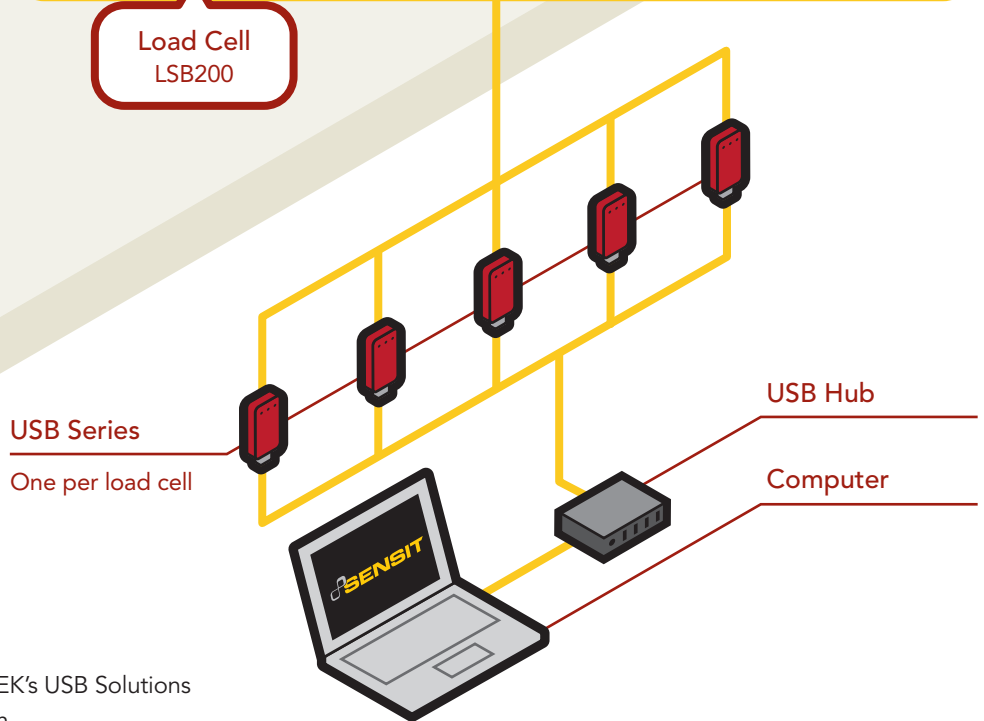 Load Cell
LSB200
USB Hub
USB Series
Computer
One per load cell
SENSIT
EK's USB Solutions